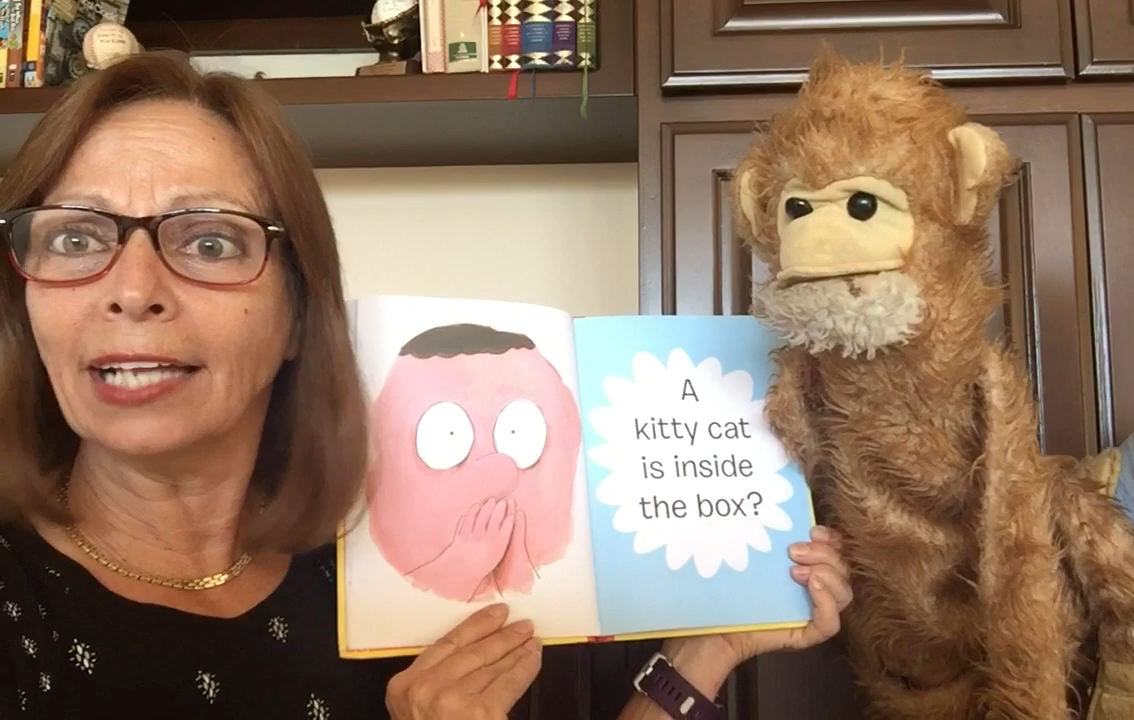 A
kitty cat
is inside
the box?